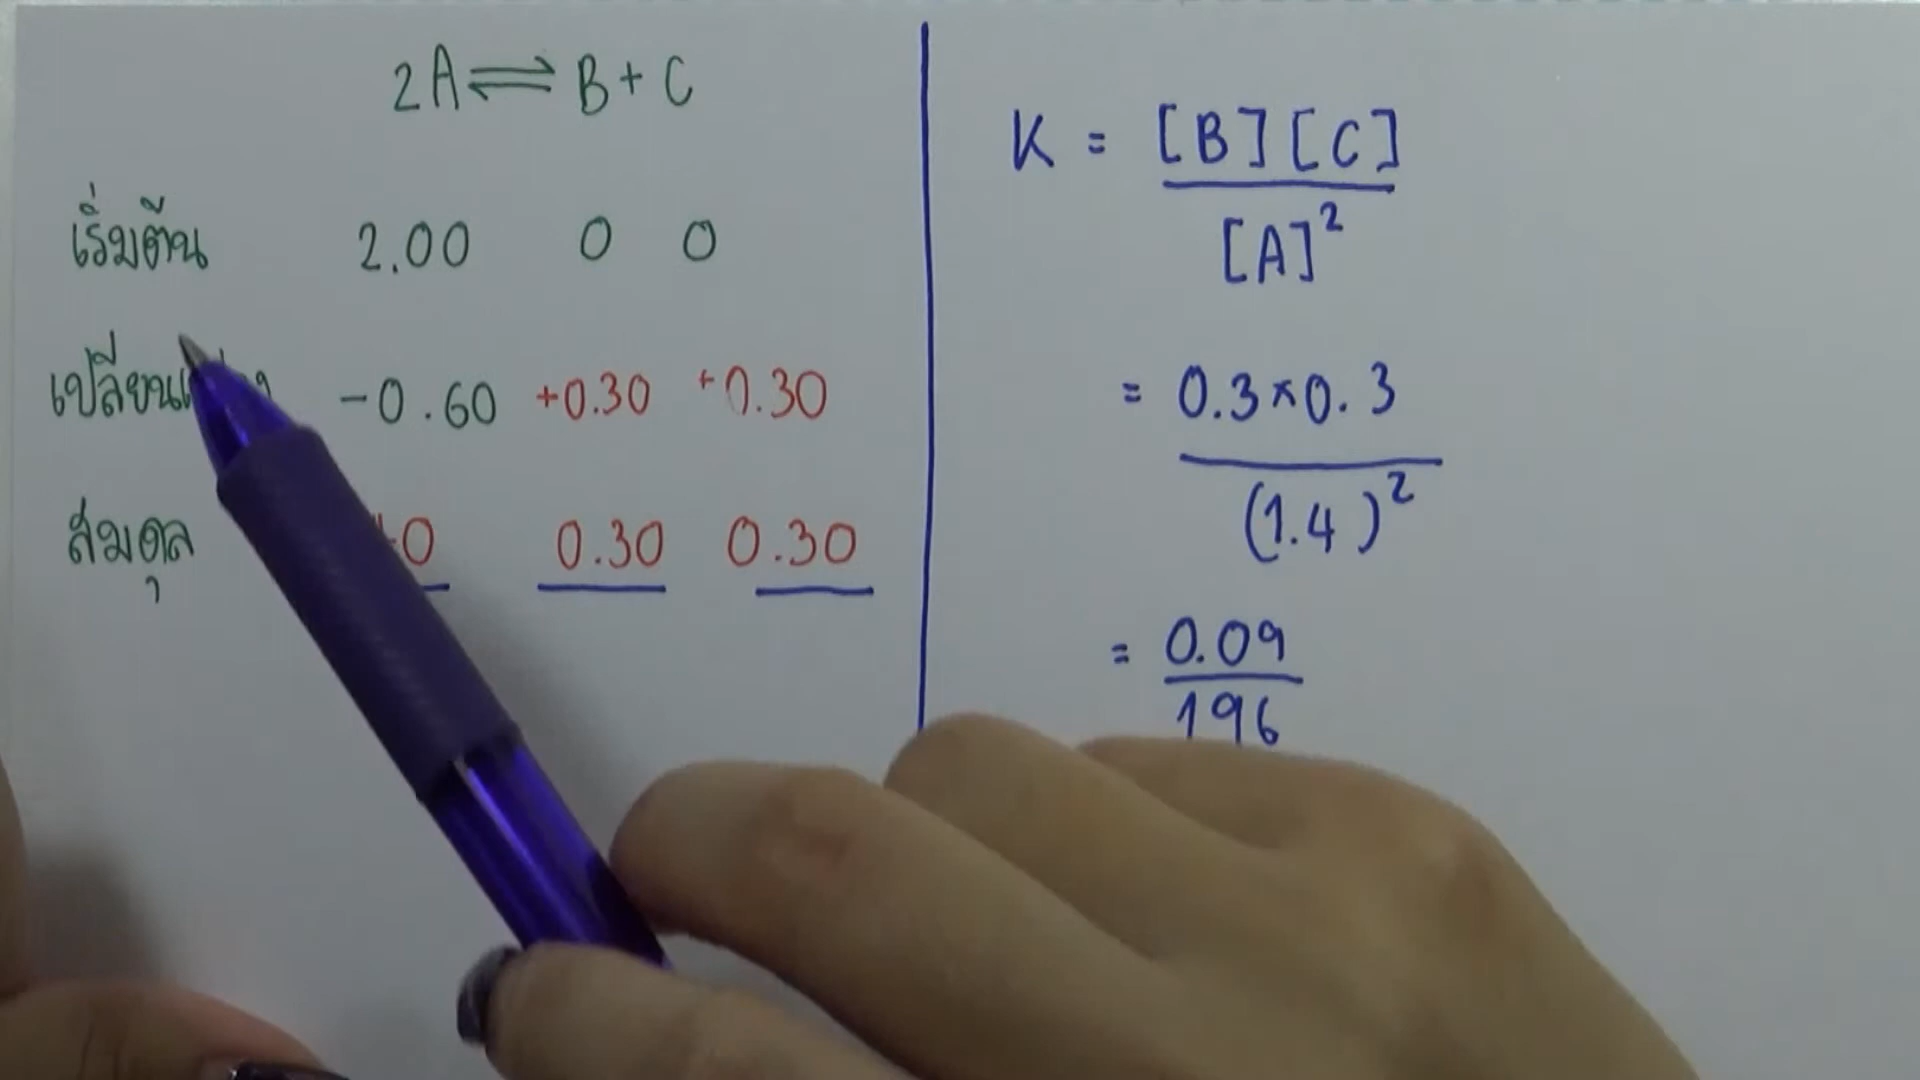 2A ⇌ B + C
เริ่มต้น 2.00 0 0
-0.60 +0.30 +0.30
สมดุล 40 0.30 0.30
K = [B][C]
[A]²
= 0.3×0.3
(1.4)²
= 0.09
196